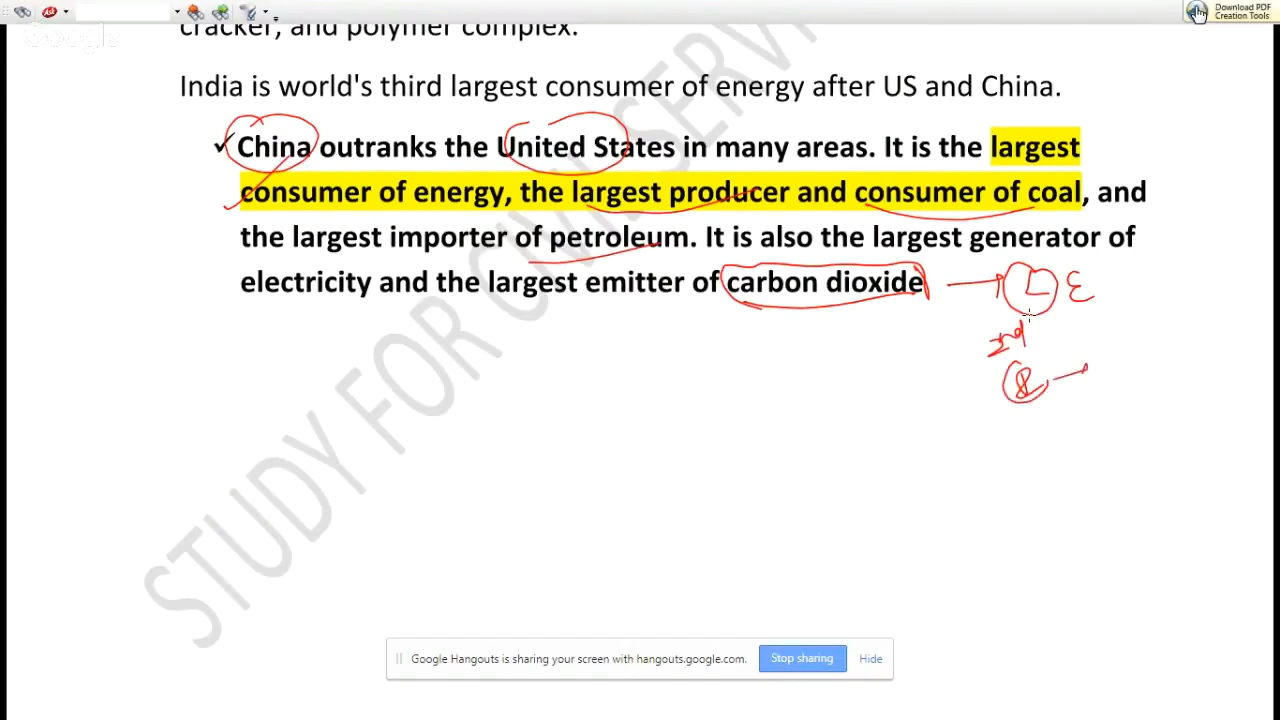 Download PDF
Creation Tools
Google
cracker, and polymer complex.
India is world's third largest consumer of energy after US and China.
✓ China outranks the United States in many areas. It is the largest
consumer of energy, the largest producer and consumer of coal, and
the largest importer of petroleum. It is also the largest generator of
electricity and the largest emitter of carbon dioxide
L E
2nd
STUDY FOR CIVIL SERV
Google Hangouts is sharing your screen with hangouts.google.com.
Stop sharing
Hide